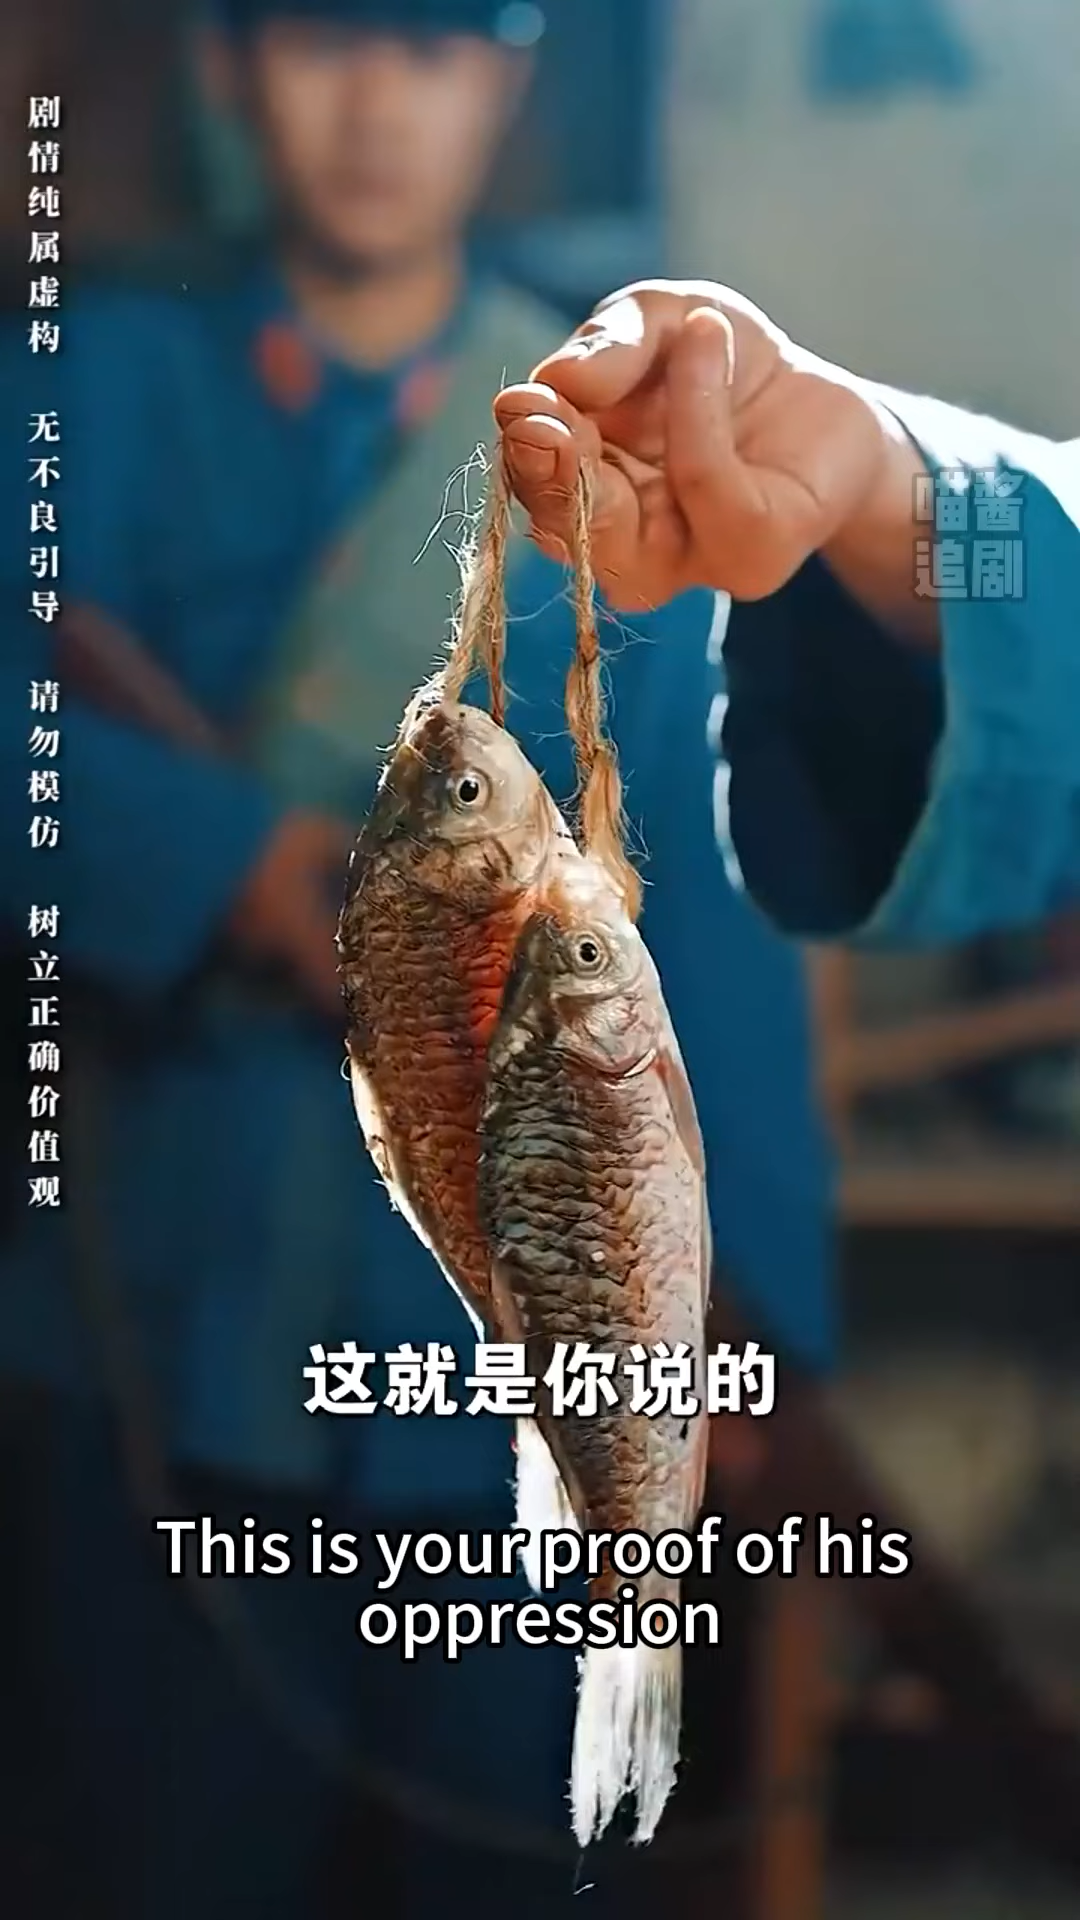 剧情纯属虚构 无不良引导 请勿模仿 树立正确价值观
喵酱
追剧
这就是你说的
This is your proof of his
oppression